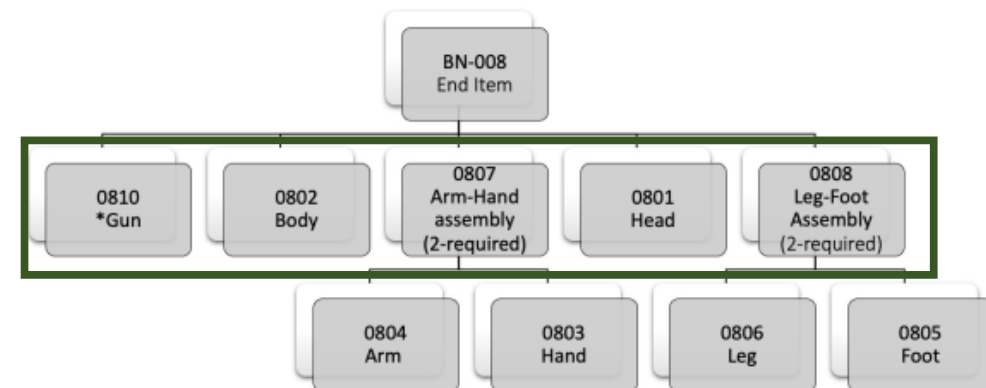 BN-008
End Item
0810
*Gun
0802
Body
0807
Arm-Hand
assembly
(2-required)
0801
Head
0808
Leg-Foot
Assembly
(2-required)
0804
Arm
0803
Hand
0806
Leg
0805
Foot